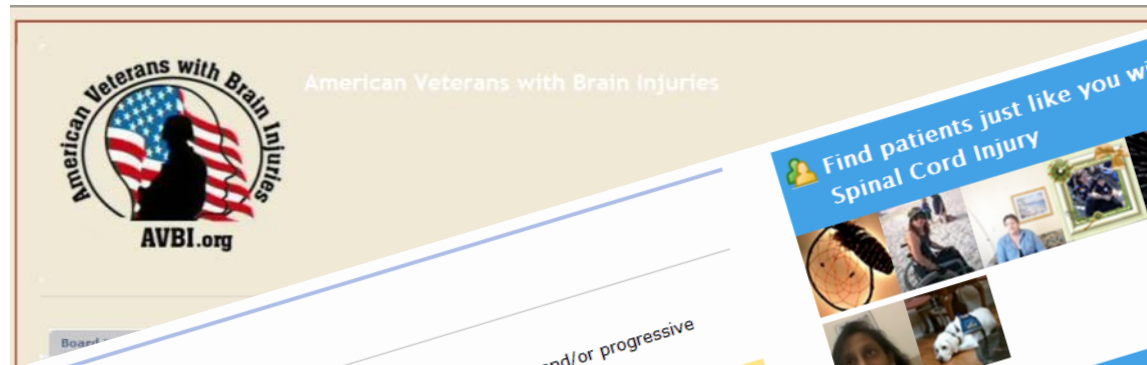 American Veterans with Brain Injuries
AVBI.org
American Veterans with Brain Injuries
Find patients just like you
Spinal Cord Injury
Board
and/or progressive